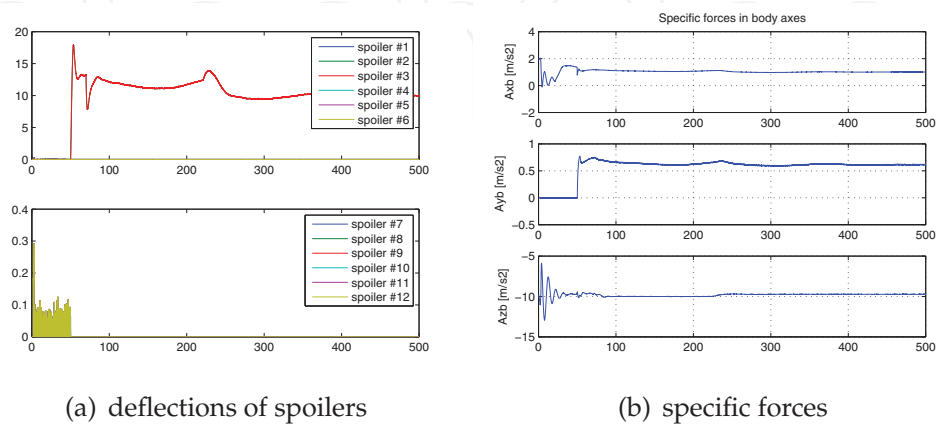 20
15
10
5
0
0 100 200 300 400 500
spoiler #1
spoiler #2
spoiler #3
spoiler #4
spoiler #5
spoiler #6
0.4
0.3
0.2
0.1
0
0 100 200 300 400 500
spoiler #7
spoiler #8
spoiler #9
spoiler #10
spoiler #11
spoiler #12
(a) deflections of spoilers
Specific forces in body axes
Axb [m/s2]
4
2
0
−2
0 100 200 300 400 500
Ayb [m/s2]
1
0.5
0
−0.5
0 100 200 300 400 500
Azb [m/s2]
−5
−10
−15
0 100 200 300 400 500
(b) specific forces